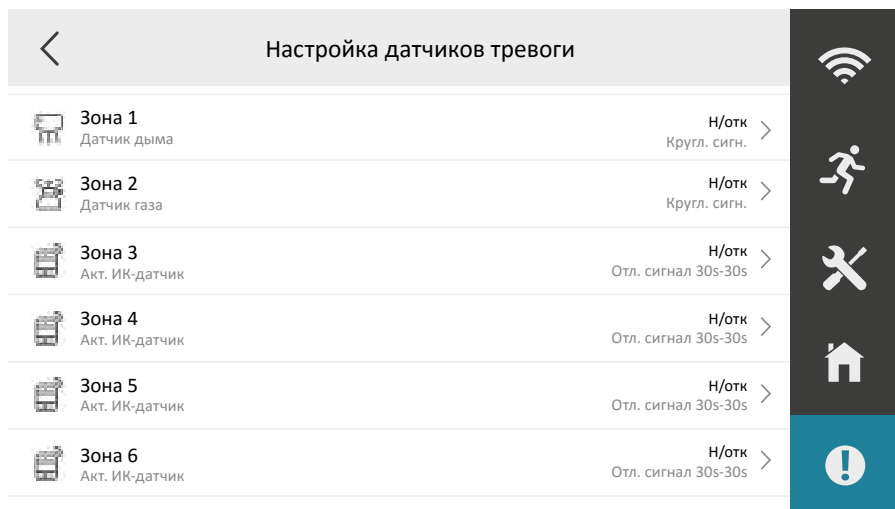 Настройка датчиков тревоги
Зона 1
Н/отк
Датчик дыма
Кругл. сигн.
Зона 2
Н/отк
Датчик газа
Кругл. сигн.
Зона 3
Н/отк
Акт. ИК-датчик
Отл. сигнал 30s-30s
Зона 4
Н/отк
Акт. ИК-датчик
Отл. сигнал 30s-30s
Зона 5
Н/отк
Акт. ИК-датчик
Отл. сигнал 30s-30s
Зона 6
Н/отк
Акт. ИК-датчик
Отл. сигнал 30s-30s